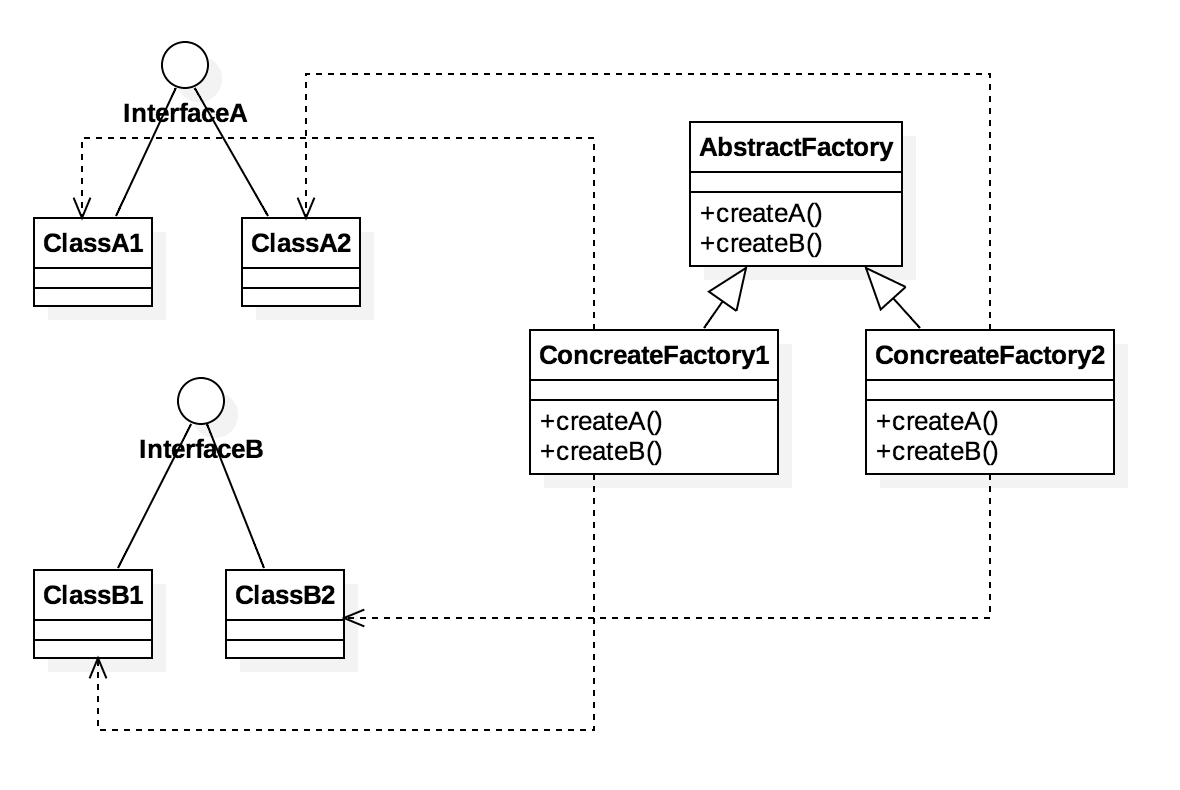 InterfaceA
AbstractFactory
+createA()
+createB()
ClassA1
ClassA2
ConcreateFactory1
+createA()
+createB()
ConcreateFactory2
+createA()
+createB()
InterfaceB
ClassB1
ClassB2